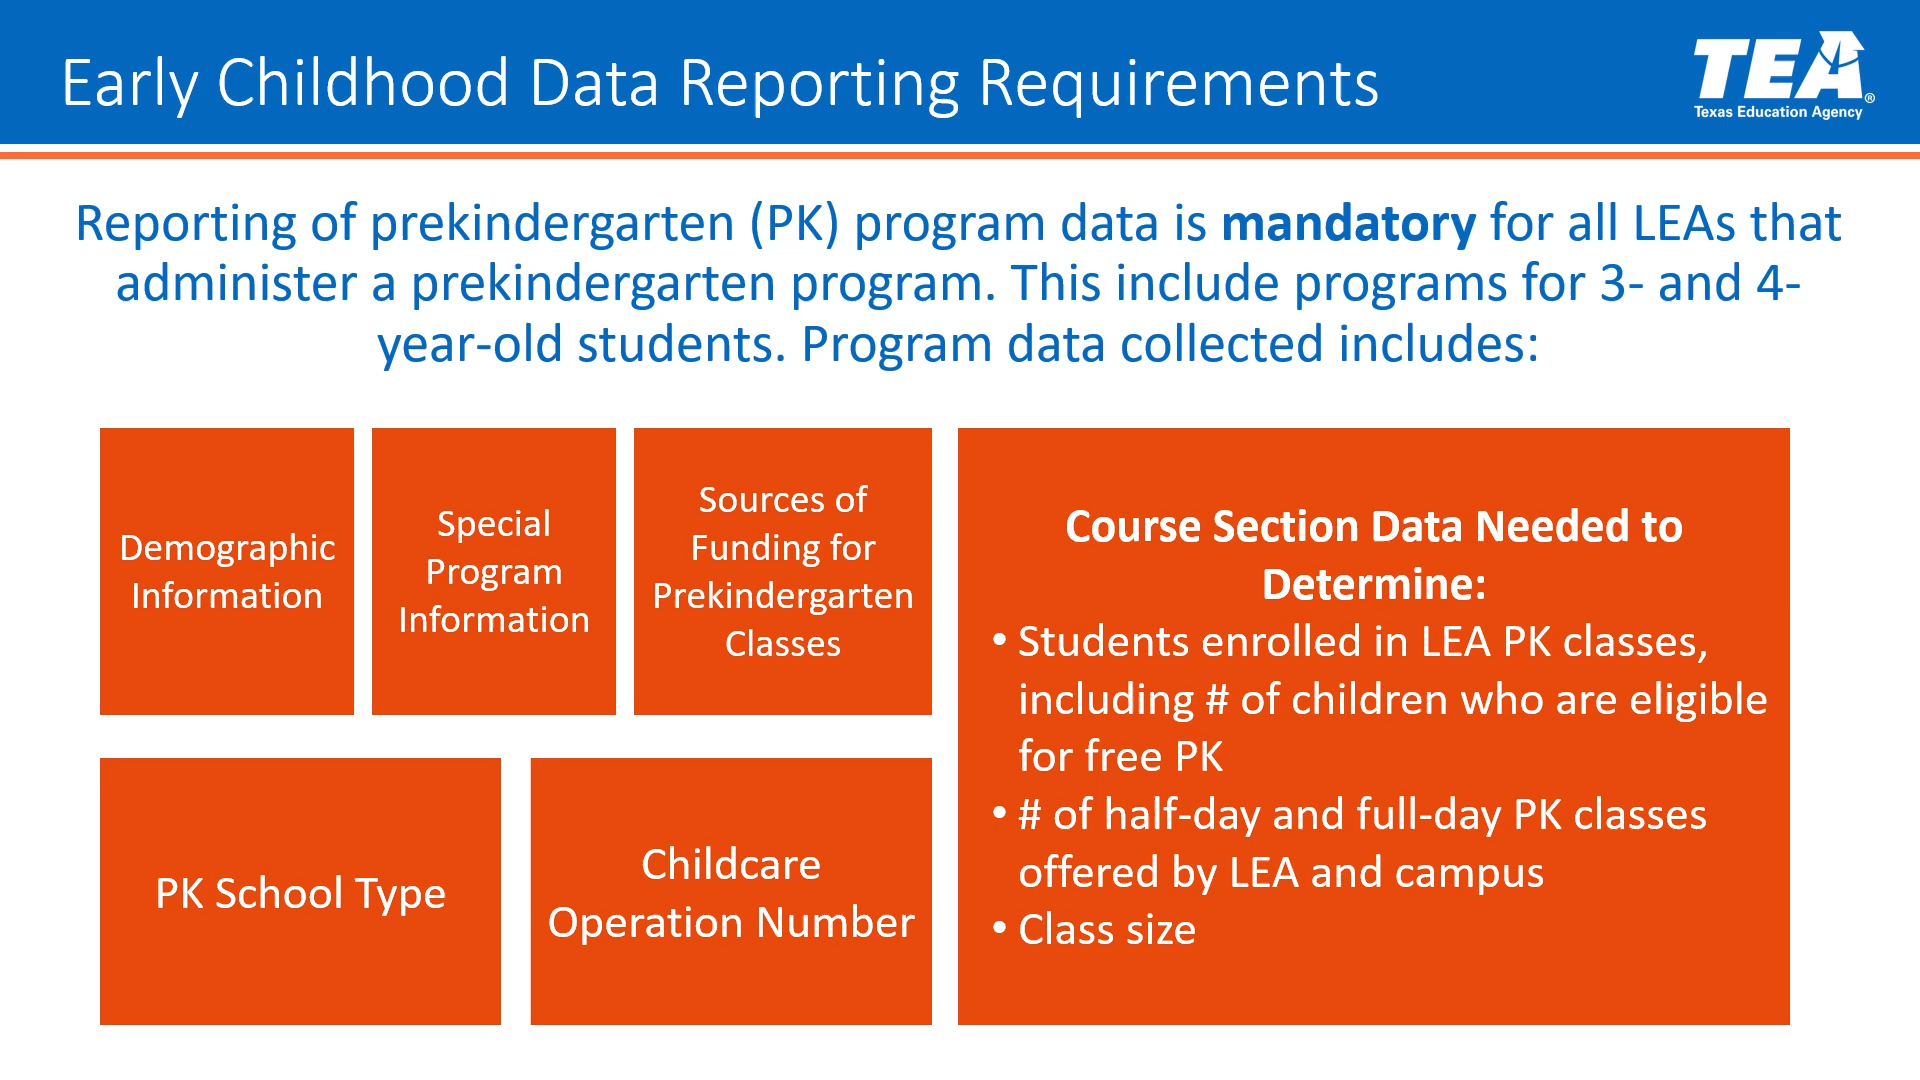 Early Childhood Data Reporting Requirements
TEA®
Texas Education Agency
Reporting of prekindergarten (PK) program data is mandatory for all LEAs that
administer a prekindergarten program. This include programs for 3- and 4-
year-old students. Program data collected includes:
Demographic
Information
Special
Program
Information
Sources of
Funding for
Prekindergarten
Classes
PK School Type
Childcare
Operation Number
Course Section Data Needed to
Determine:
• Students enrolled in LEA PK classes,
including # of children who are eligible
for free PK
• # of half-day and full-day PK classes
offered by LEA and campus
• Class size